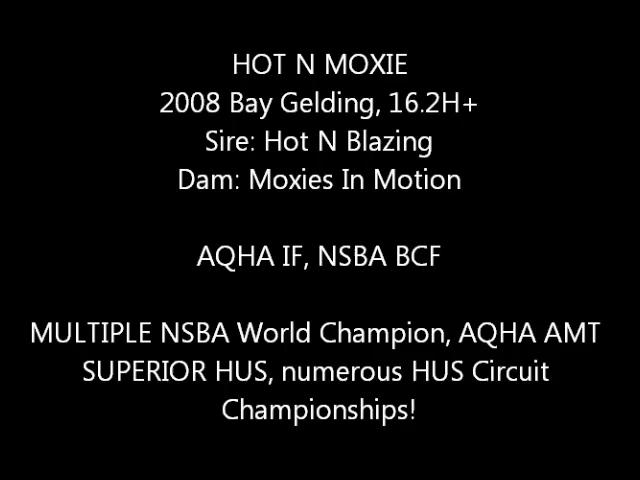 HOT N MOXIE
2008 Bay Gelding, 16.2H+
Sire: Hot N Blazing
Dam: Moxies In Motion
AQHA IF, NSBA BCF
MULTIPLE NSBA World Champion, AQHA AMT
SUPERIOR HUS, numerous HUS Circuit
Championships!